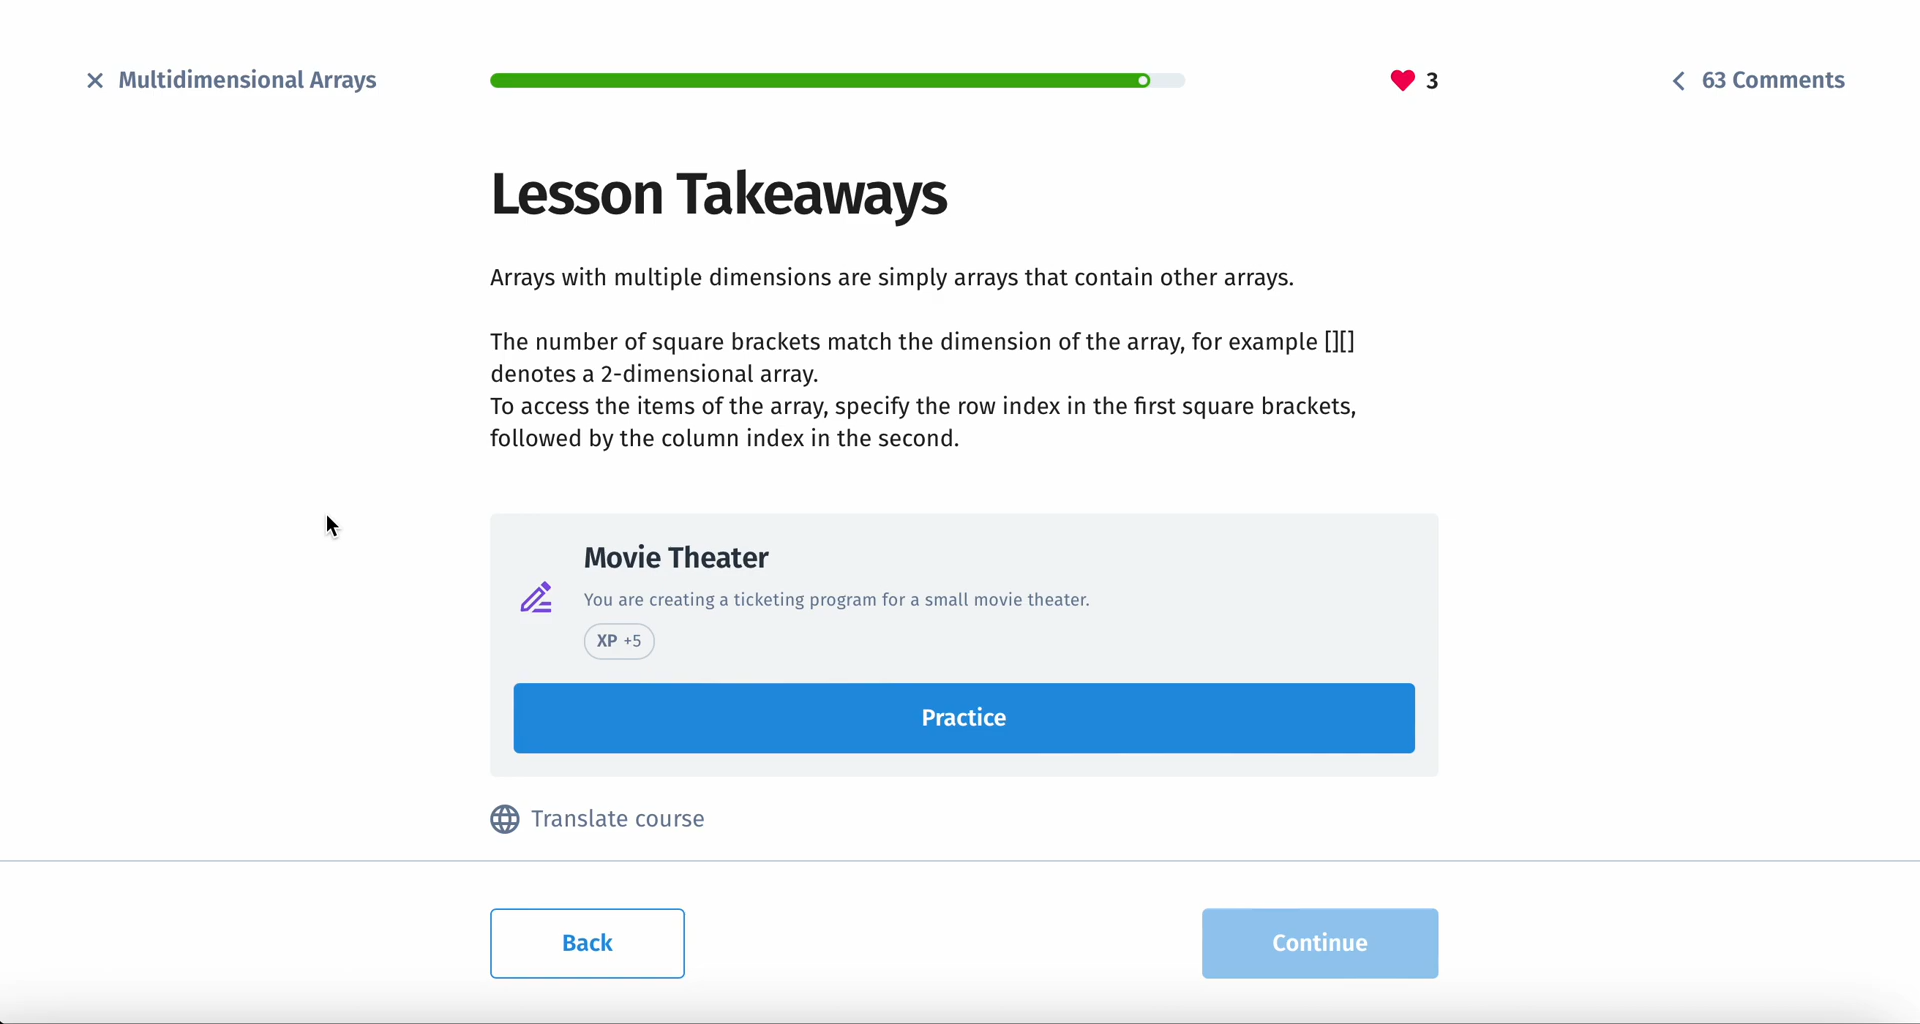 Multidimensional Arrays
3
63 Comments
Lesson Takeaways
Arrays with multiple dimensions are simply arrays that contain other arrays.
The number of square brackets match the dimension of the array, for example [][]
denotes a 2-dimensional array.
To access the items of the array, specify the row index in the first square brackets,
followed by the column index in the second.
Movie Theater
You are creating a ticketing program for a small movie theater.
XP +5
Practice
Translate course
Back
Continue